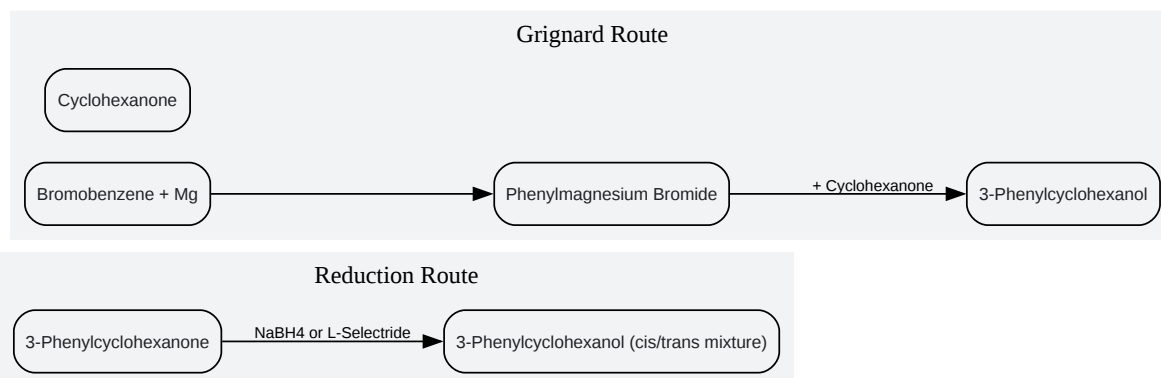 Grignard Route
Cyclohexanone
Bromobenzene + Mg
Phenylmagnesium Bromide
+ Cyclohexanone
3-Phenylcyclohexanol
Reduction Route
3-Phenylcyclohexanone
NaBH4 or L-Selectride
3-Phenylcyclohexanol (cis/trans mixture)